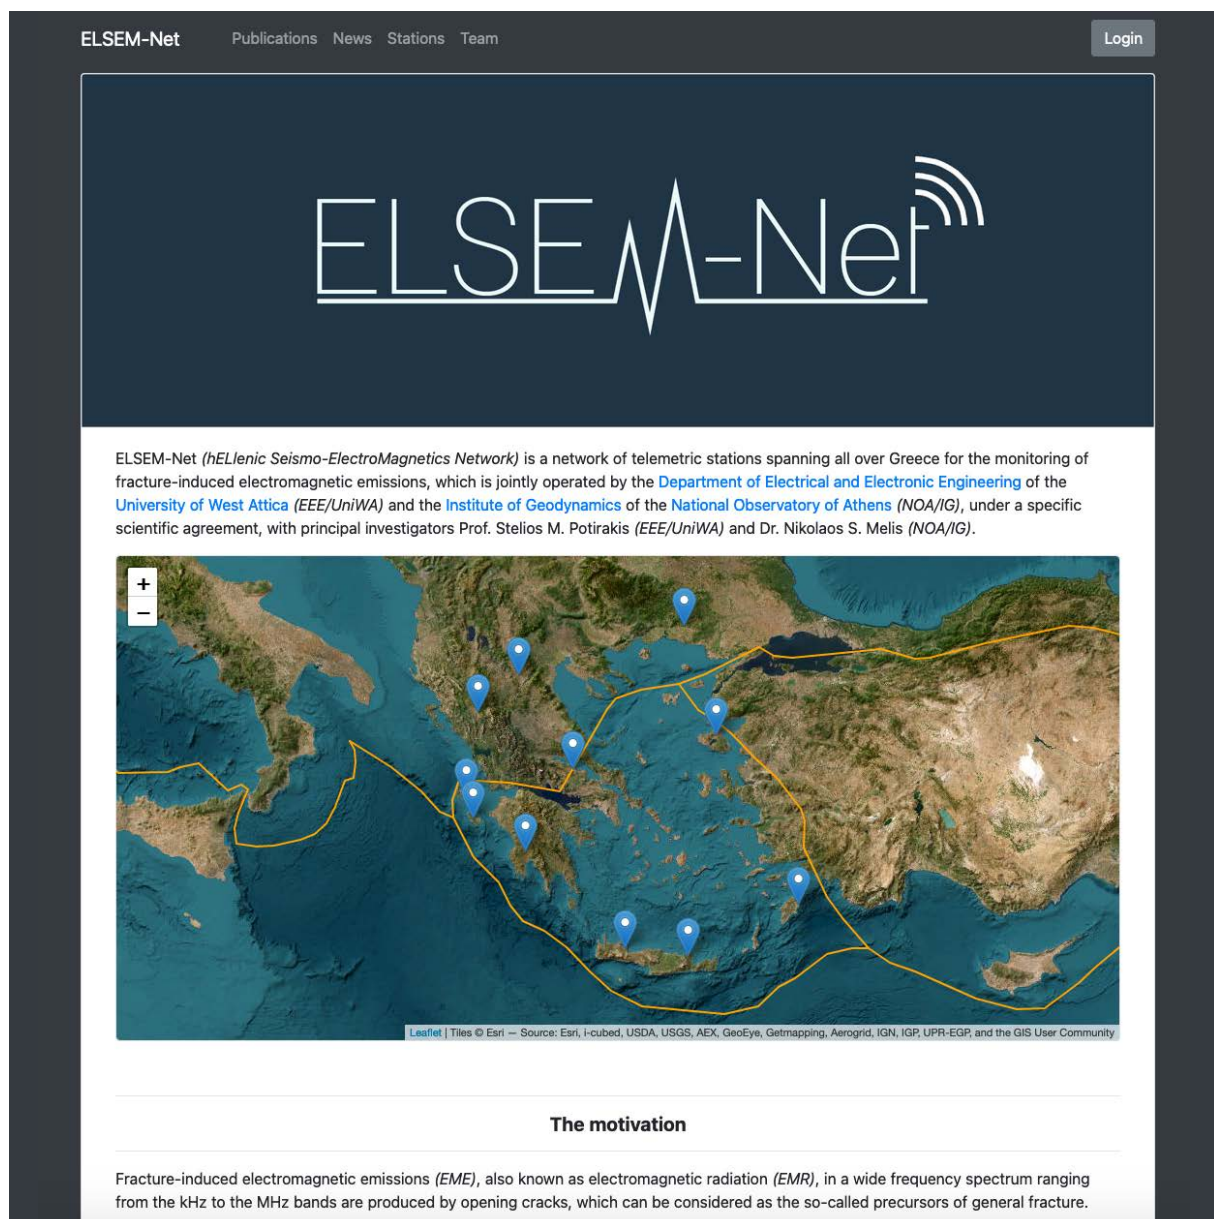 ELSEM-Net Publications News Stations Team Login
ELSEM-Net
ELSEM-Net (hELlenic Seismo-ElectroMagnetics Network) is a network of telemetric stations spanning all over Greece for the monitoring of
fracture-induced electromagnetic emissions, which is jointly operated by the Department of Electrical and Electronic Engineering of the
University of West Attica (EEE/UniWA) and the Institute of Geodynamics of the National Observatory of Athens (NOA/IG), under a specific
scientific agreement, with principal investigators Prof. Stelios M. Potirakis (EEE/UniWA) and Dr. Nikolaos S. Melis (NOA/IG).
+
−
Leaflet | Tiles © Esri — Source: Esri, i-cubed, USDA, USGS, AEX, GeoEye, Getmapping, Aerogrid, IGN, IGP, UPR-EGP, and the GIS User Community
The motivation
Fracture-induced electromagnetic emissions (EME), also known as electromagnetic radiation (EMR), in a wide frequency spectrum ranging
from the kHz to the MHz bands are produced by opening cracks, which can be considered as the so-called precursors of general fracture.